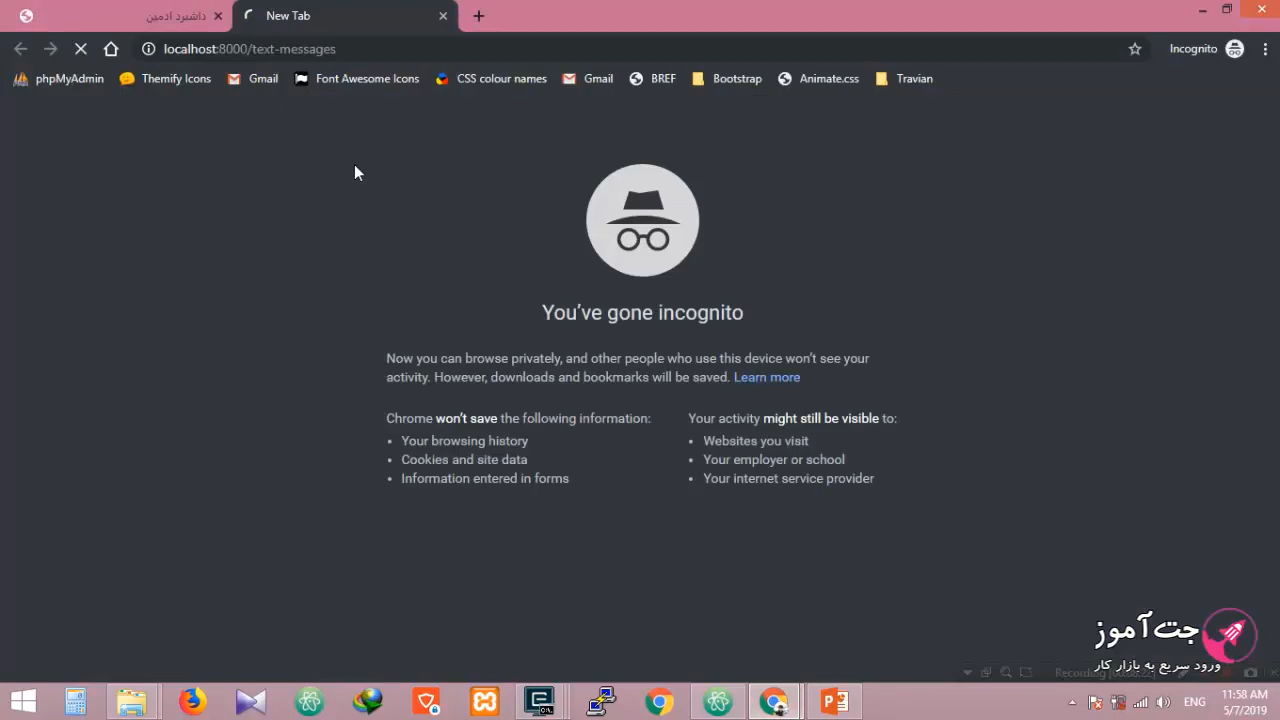 داشبرد ادمین
New Tab
localhost:8000/text-messages
Incognito
phpMyAdmin
Themify Icons
Gmail
Font Awesome Icons
CSS colour names
Gmail
BREF
Bootstrap
Animate.css
Travian
You've gone incognito
Now you can browse privately, and other people who use this device won't see your
activity. However, downloads and bookmarks will be saved. Learn more
Chrome won't save the following information:
• Your browsing history
• Cookies and site data
• Information entered in forms
Your activity might still be visible to:
• Websites you visit
• Your employer or school
• Your internet service provider
جت‌آموز
ورود سریع به بازار کار
Recording
ENG
11:58 AM
5/7/2019